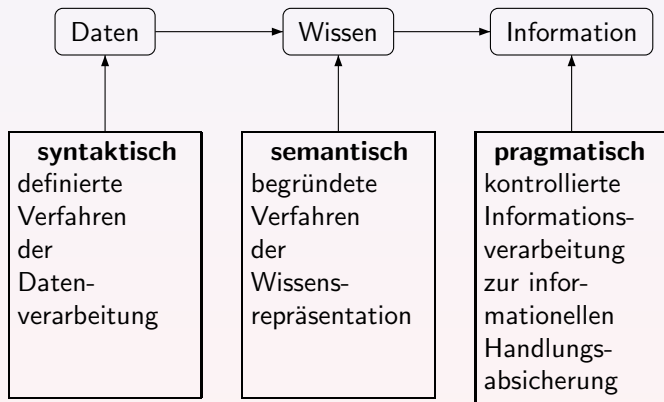 Daten
Wissen
Information
syntaktisch
definierte
Verfahren
der
Daten-
verarbeitung
semantisch
begründete
Verfahren
der
Wissens-
repräsentation
pragmatisch
kontrollierte
Informations-
verarbeitung
zur infor-
mationellen
Handlungs-
absicherung